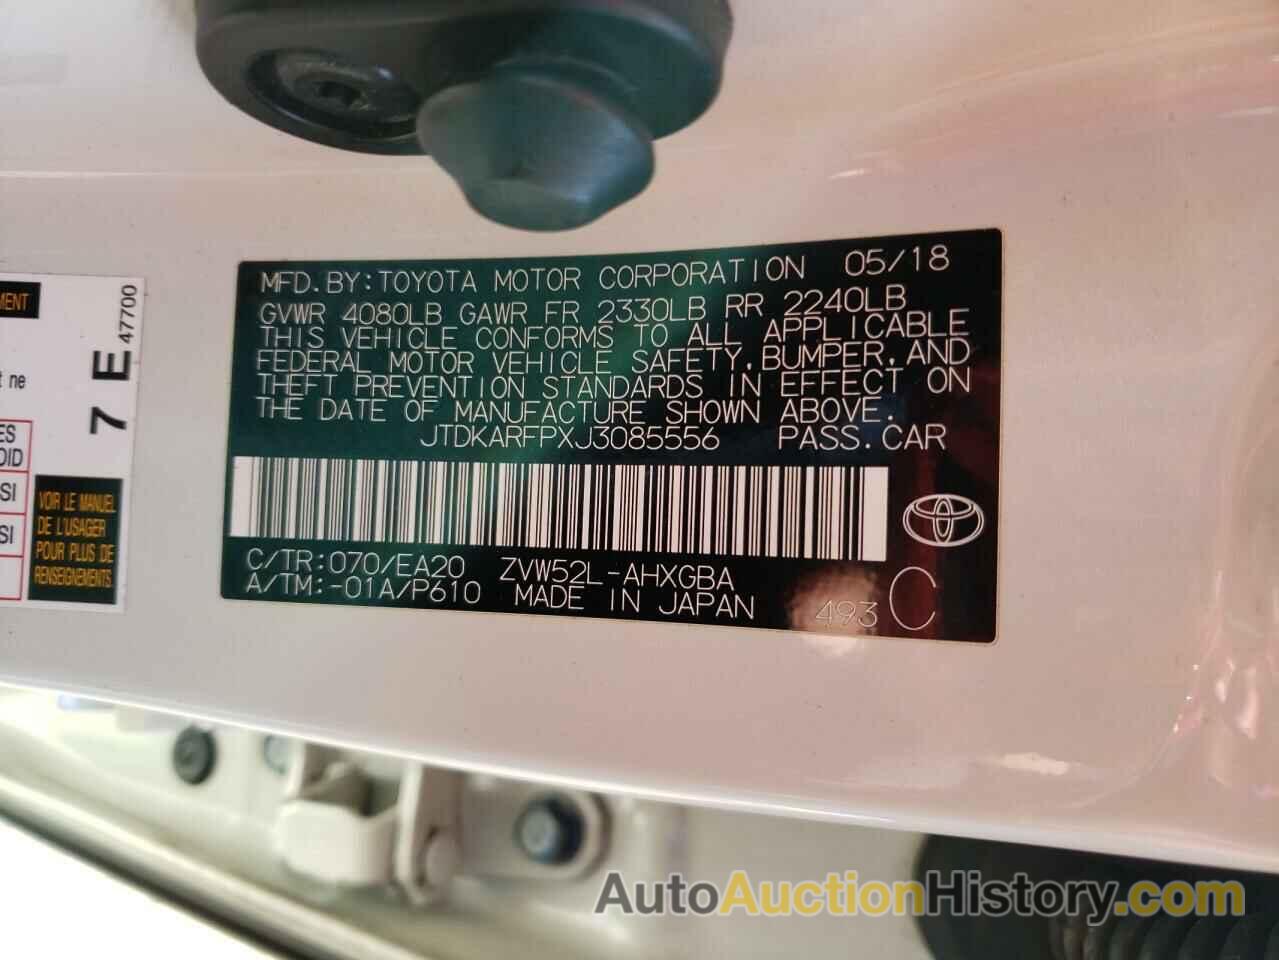 MFD.BY:TOYOTA MOTOR CORPORATION 05/18
GVWR 4080LB GAWR FR 2330LB RR 2240LB
THIS VEHICLE CONFORMS TO ALL APPLICABLE
FEDERAL MOTOR VEHICLE SAFETY,BUMPER,AND
THEFT PREVENTION STANDARDS IN EFFECT ON
THE DATE OF MANUFACTURE SHOWN ABOVE.
JTDKARFPXJ3085556 PASS.CAR
C/TR:070/EA20 ZVW52L-AHXGBA
A/TM:-01A/P610 MADE IN JAPAN 493 C
7 E 47700
ne
SI
SI
VOIR LE MANUEL
DE L'USAGER
POUR PLUS DE
RENSEIGNEMENTS
AutoAuctionHistory.com